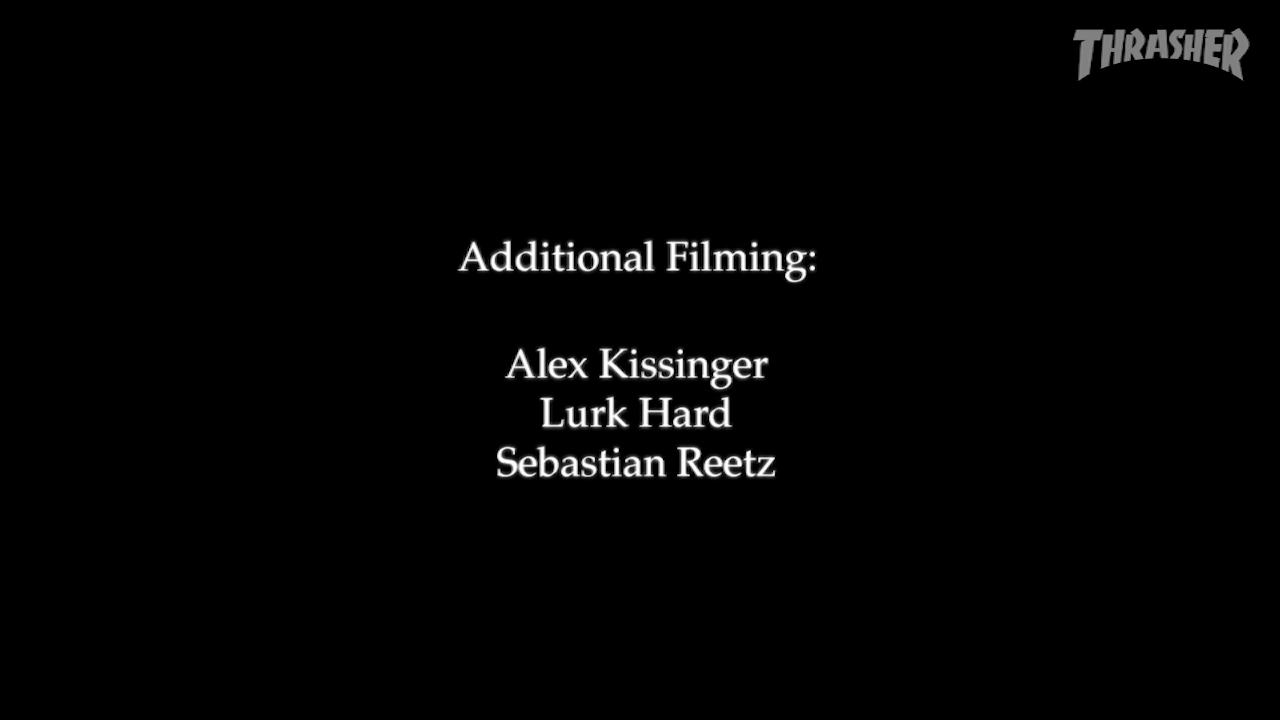 THRASHER
Additional Filming:
Alex Kissinger
Lurk Hard
Sebastian Reetz